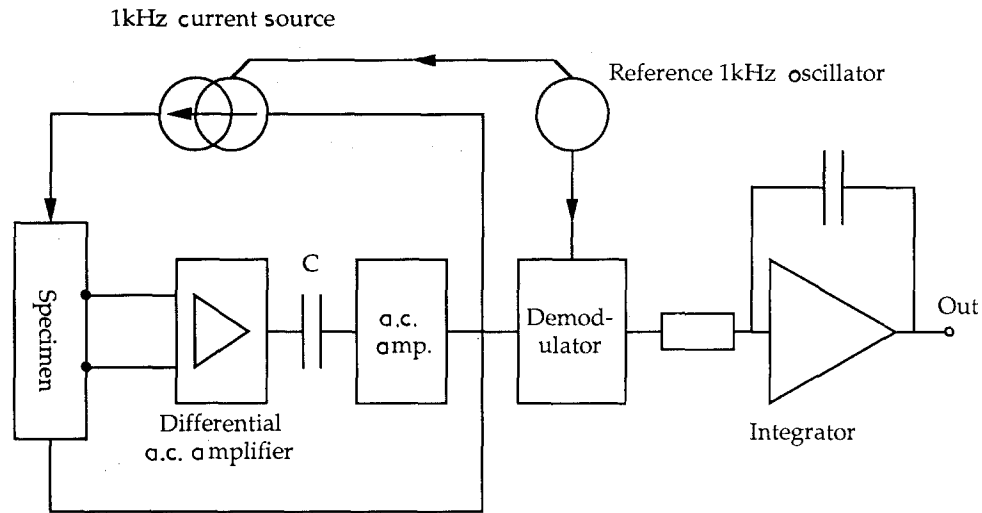 1kHz current source
Reference 1kHz oscillator
Specimen
C
a.c.
amp.
Demod-
ulator
Out
Differential
a.c. amplifier
Integrator